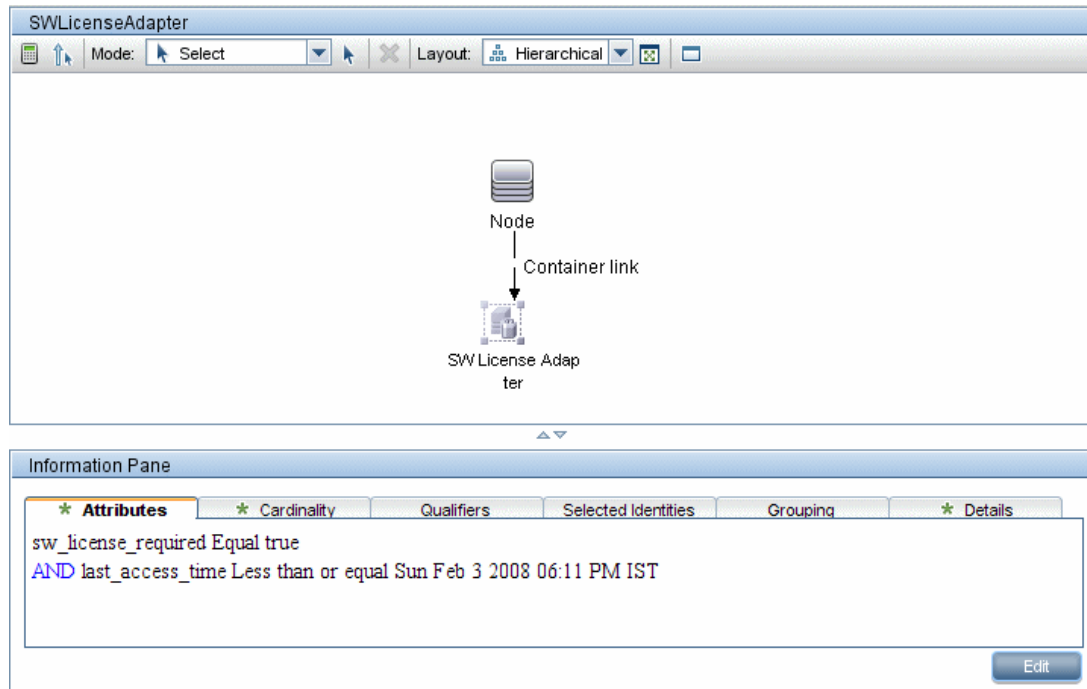 SWLicenseAdapter
Mode: Select Layout: Hierarchical
Node
Container link
SW License Adap
ter
Information Pane
* Attributes * Cardinality Qualifiers Selected Identities Grouping * Details
sw_license_required Equal true
AND last_access_time Less than or equal Sun Feb 3 2008 06:11 PM IST
Edit